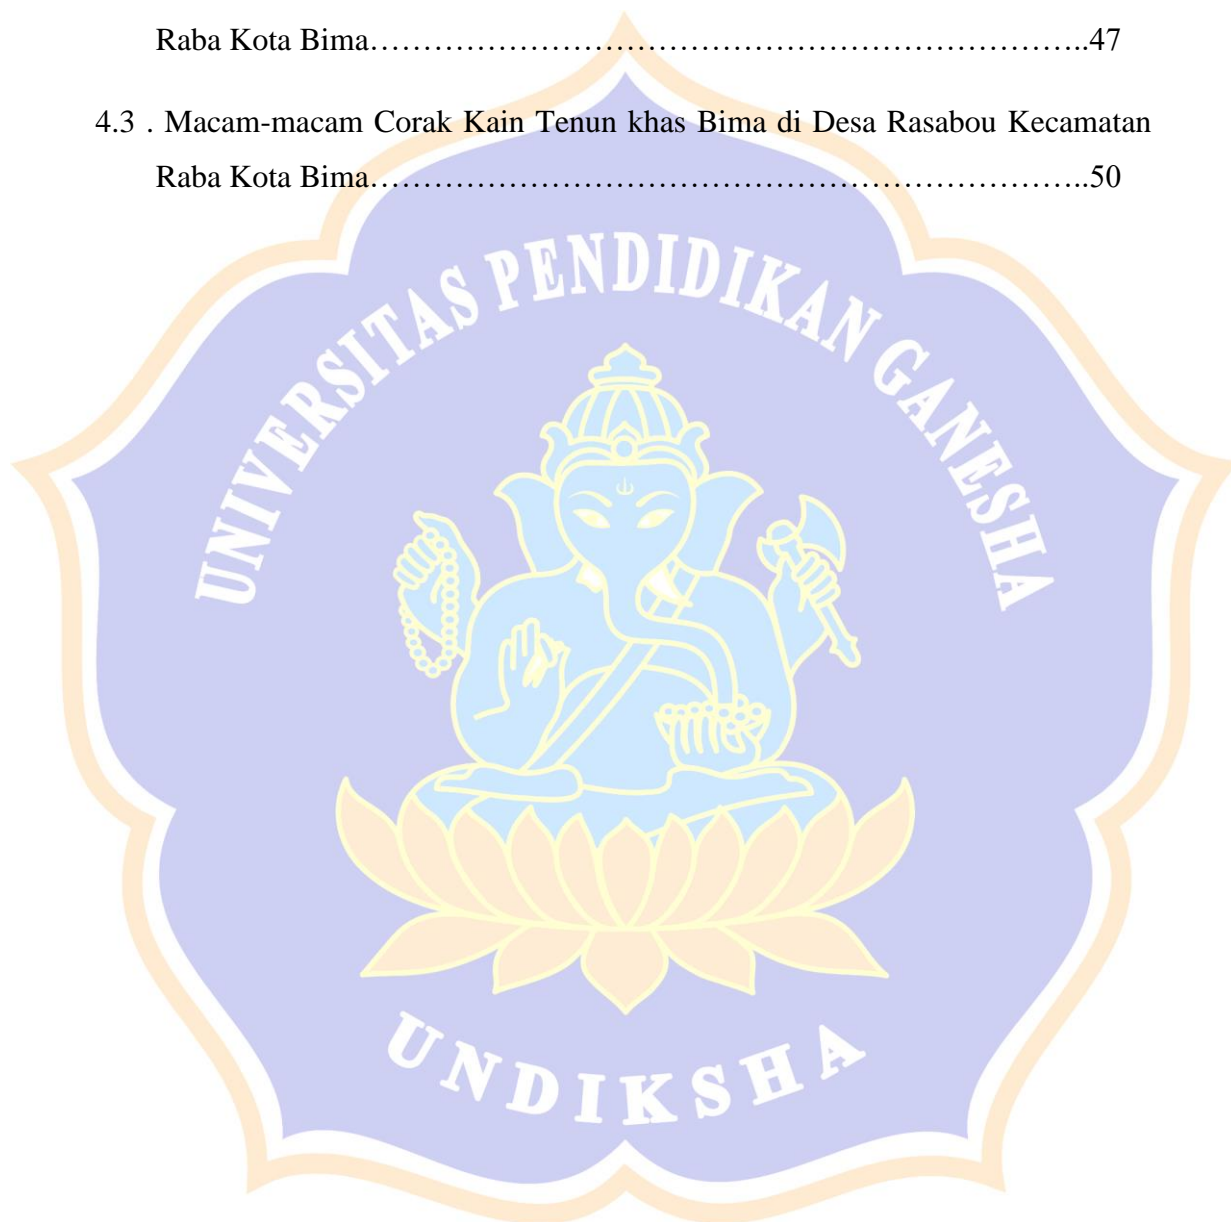 Raba Kota Bima…………………………………………………………………..47
4.3 . Macam-macam Corak Kain Tenun khas Bima di Desa Rasabou Kecamatan
Raba Kota Bima…………………………………………………………………..50
UNIVERSITAS PENDIDIKAN GANESHA
UNDIKSHA